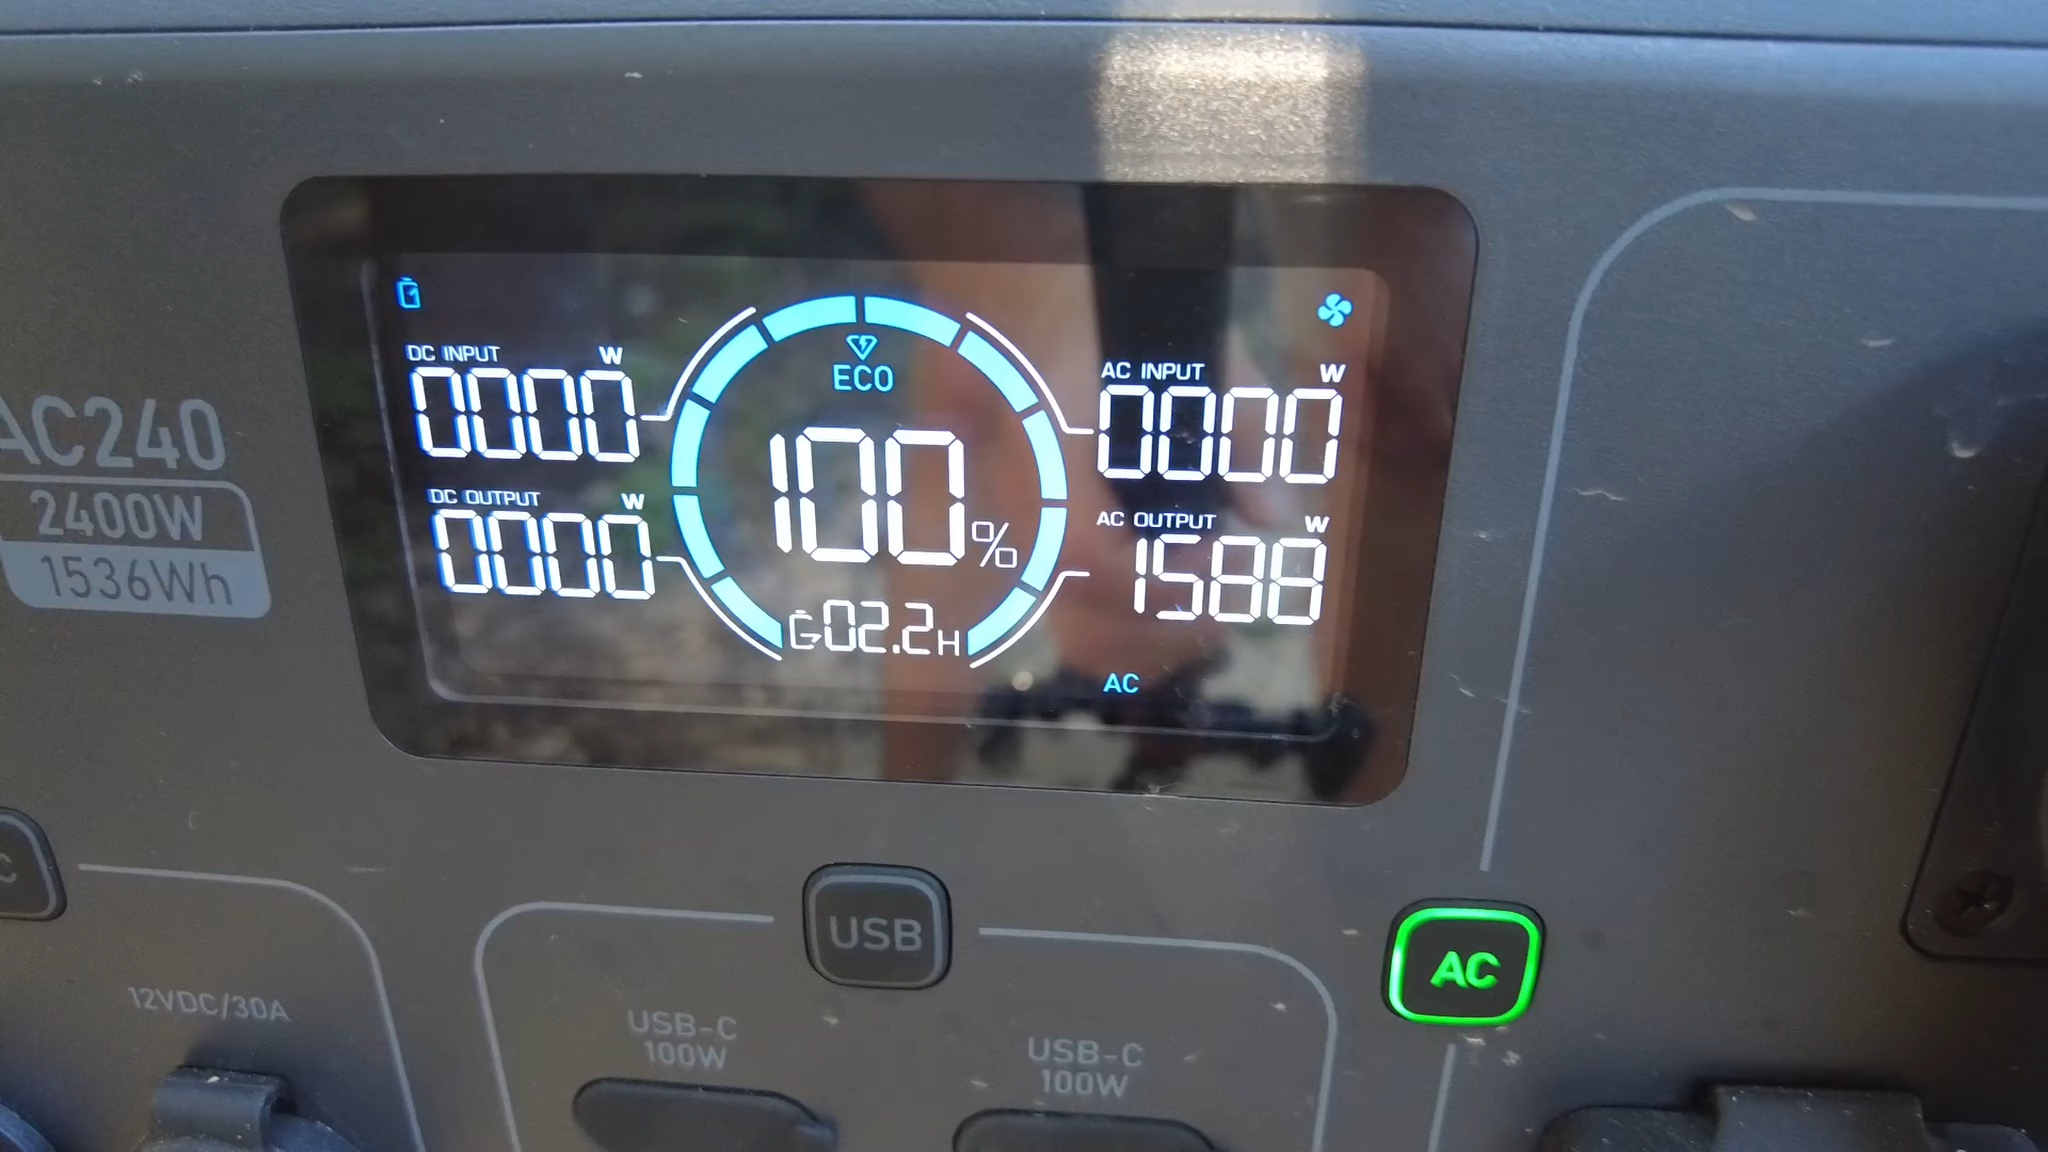 AC240
2400W
1536Wh
DC INPUT W
0000
DC OUTPUT W
0000
ECO
100%
02.2H
AC INPUT W
0000
AC OUTPUT W
1588
AC
USB
AC
12VDC/30A
USB-C
100W
USB-C
100W